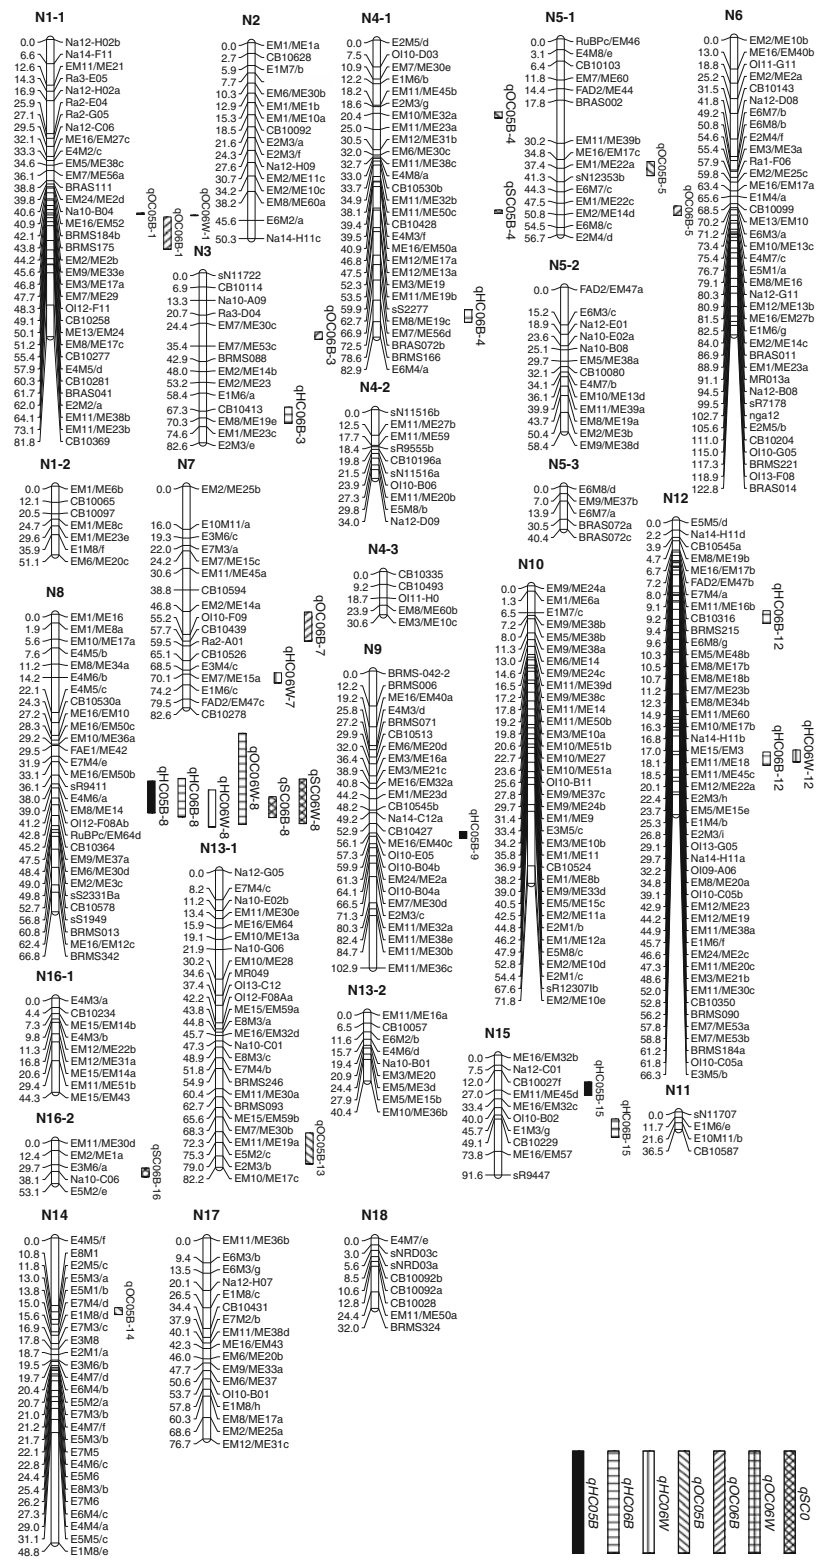 N1-1
0.0 Na12-H02b
6.6 Na14-F11
12.6 EM11/ME21
14.3 Ra3-E05
16.9 Na12-H02a
25.9 Ra2-E04
27.1 Ra2-G05
29.5 Na12-C06
32.1 ME16/EM27c
33.3 E4M2/c
34.6 EM5/ME38c
36.1 EM7/ME56a
38.8 BRAS111
39.8 EM24/ME2d
40.6 Na10-B04
40.9 ME16/EM52
42.1 BRMS184b
43.8 BRMS175
44.2 EM2/ME2b
45.6 EM9/ME33e
46.8 EM3/ME17a
47.7 EM7/ME29
48.3 OI12-F11
49.1 CB10258
50.1 ME13/EM24
51.2 EM8/ME17c
55.4 CB10277
57.9 E4M5/d
60.3 CB10281
61.7 BRAS041
62.0 E2M2/a
64.1 EM11/ME38b
73.1 EM11/ME23b
81.8 CB10369
qOC05B-1
qOC06B-1
qOC06W-1
N2
0.0 EM1/ME1a
2.7 CB10628
5.9 E1M7/b
7.7
10.3 EM6/ME30b
12.9 EM1/ME1b
15.3 EM1/ME10a
18.5 CB10092
21.6 E2M3/a
24.3 E2M3/f
27.6 Na12-H09
30.7 EM2/ME11c
34.2 EM2/ME10c
38.2 EM8/ME60a
45.6 E6M2/a
50.3 Na14-H11c
N3
0.0 sN11722
6.9 CB10114
13.3 Na10-A09
20.7 Ra3-D04
24.4 EM7/ME30c
35.4 EM7/ME53c
42.9 BRMS088
48.0 EM2/ME14b
53.2 EM2/ME23
58.4 E1M6/a
67.3 CB10413
70.3 EM8/ME19e
74.6 EM1/ME23c
82.6 E2M3/e
qHC06B-3
N4-1
0.0 E2M5/d
7.5 OI10-D03
10.9 EM7/ME30e
12.2 E1M6/b
18.2 EM11/ME45b
18.6 E2M3/g
20.4 EM10/ME32a
25.0 EM11/ME23a
30.2 EM12/ME31b
32.3 EM6/ME30c
32.7 EM11/ME38c
33.0 E4M8/a
33.7 CB10530b
34.9 EM11/ME32b
38.1 EM11/ME50c
39.4 CB10428
39.5 E4M3/f
40.9 ME16/EM50a
46.8 EM12/ME17a
47.5 EM12/ME13a
52.3 EM3/ME19
53.5 EM11/ME19b
59.9 sS2277
62.7 EM8/ME19c
66.9 EM7/ME56d
72.5 BRAS072b
78.6 BRMS166
82.9 E6M4/a
qOC06B-3
qHC06B-4
N4-2
0.0 sN11516b
12.5 EM11/ME27b
17.7 EM11/ME59
18.4 sR9555b
19.8 CB10196a
21.5 sN11516a
23.9 OI10-B06
27.3 EM11/ME20b
29.8 E5M8/b
34.0 Na12-D09
N4-3
0.0 CB10335
9.2 CB10493
18.7 OI11-H0
23.9 EM8/ME60b
30.6 EM3/ME10c
N5-1
0.0 RuBPc/EM46
3.1 E4M8/e
6.4 CB10103
11.8 EM7/ME60
14.4 FAD2/ME44
17.8 BRAS002
30.2 EM11/ME39b
34.8 ME16/EM17c
37.4 EM1/ME22a
41.3 sN12353b
44.3 E6M7/c
47.5 EM1/ME22c
50.8 EM2/ME14d
54.5 E6M8/c
56.7 E2M4/d
qOC05B-4
qSC05B-4
qOC05B-5
N5-2
0.0 FAD2/EM47a
15.2 E6M3/c
18.9 Na12-E01
23.6 Na10-E02a
25.1 Na10-B08
29.7 EM5/ME38a
32.1 CB10080
34.1 E4M7/b
36.1 EM10/ME13d
39.9 EM11/ME39a
43.7 EM8/ME19a
50.4 EM2/ME3b
58.4 EM9/ME38d
N5-3
0.0 E6M8/d
7.0 EM9/ME37b
13.9 E6M7/a
30.5 BRAS072a
40.4 BRAS072c
N6
0.0 EM2/ME10b
13.0 ME16/EM40b
18.8 OI11-G11
25.2 EM2/ME2a
31.5 CB10143
41.8 Na12-D08
49.2 E6M7/b
50.8 E6M8/b
52.8 E2M4/f
55.4 EM3/ME3a
57.9 Ra1-F06
59.8 EM2/ME25c
63.4 ME16/EM17a
65.6 E1M4/a
68.5 CB10099
70.2 ME13/EM10
71.2 E6M3/a
73.4 EM10/ME13c
75.4 E4M7/c
76.7 E5M1/a
79.1 EM8/ME16
80.3 Na12-G11
80.9 EM12/ME13b
81.5 ME16/EM27b
82.5 E1M6/g
84.0 EM2/ME14c
86.9 BRAS011
88.9 EM1/ME23a
91.1 MR013a
94.5 Na12-B08
99.5 sR7178
102.7 nga12
105.6 E2M5/b
111.0 CB10204
115.0 OI10-G05
117.3 BRMS221
118.9 OI13-F08
122.8 BRAS014
qOC06B-5
N1-2
0.0 EM1/ME6b
12.1 CB10065
20.5 CB10097
24.7 EM1/ME8c
29.6 EM1/ME23e
35.9 E1M8/f
51.1 EM6/ME20c
N7
0.0 EM2/ME25b
16.0 E10M11/a
19.3 E3M6/c
22.0 E7M3/a
24.2 EM7/ME15c
30.6 EM11/ME45a
38.8 CB10594
46.8 EM2/ME14a
55.2 OI10-F09
57.7 CB10439
59.5 Ra2-A01
65.1 CB10526
68.5 E3M4/c
70.1 EM7/ME15a
74.2 E1M6/c
79.5 FAD2/EM47c
82.6 CB10278
qOC06B-7
qHC06W-7
N8
0.0 EM1/ME16
1.9 EM1/ME8a
5.6 EM10/ME17a
7.6 E4M5/b
11.2 EM8/ME34a
14.2 E4M6/b
22.1 E4M5/c
24.3 CB10530a
27.2 ME16/EM10
28.3 ME16/EM50c
29.2 EM10/ME36a
29.5 FAE1/ME42
31.9 E7M4/e
33.1 ME16/EM50b
36.1 sR9411
38.0 E4M6/a
39.0 EM8/ME14
41.2 OI12-F08Ab
42.8 RuBPc/EM64d
45.2 CB10364
47.5 EM9/ME37a
48.4 EM6/ME30d
49.0 EM2/ME3c
49.8 sS2331Ba
52.7 CB10578
56.8 sS1949
60.8 BRMS013
62.4 ME16/EM12c
66.8 BRMS342
qHC05B-8
qHC06B-8
qHC06W-8
qOC06W-8
qSC06B-8
qSC06W-8
N9
0.0 BRMS-042-2
12.2 BRMS006
19.2 ME16/EM40a
25.8 E4M3/d
27.2 BRMS071
29.9 CB10513
32.0 EM6/ME20d
36.4 EM3/ME16a
38.9 EM3/ME21c
40.8 ME16/EM32a
44.2 EM1/ME23d
48.2 CB10545b
49.2 Na14-C12a
52.9 CB10427
56.1 ME16/EM40c
57.3 OI10-E05
59.9 OI10-B04b
61.3 EM24/ME2a
64.1 OI10-B04a
66.5 EM7/ME30d
71.3 E2M3/c
80.3 EM11/ME32a
82.4 EM11/ME38e
84.7 EM11/ME30b
102.9 EM11/ME36c
qHC05B-9
N10
0.0 EM9/ME24a
1.3 EM1/ME6a
6.5 E1M7/c
7.2 EM9/ME38b
8.0 EM5/ME38b
11.3 EM9/ME38a
13.0 EM6/ME14
14.6 EM9/ME24c
16.5 EM11/ME39d
17.2 EM9/ME38c
17.8 EM11/ME14
19.2 EM11/ME50b
19.8 EM3/ME10a
20.6 EM10/ME51b
22.7 EM10/ME27
23.6 EM10/ME51a
25.6 OI10-B11
27.8 EM9/ME37c
29.7 EM9/ME24b
31.4 EM1/ME9
33.4 E3M5/c
34.2 EM3/ME10b
35.8 EM1/ME11
36.9 CB10524
38.2 EM1/ME8b
39.0 EM9/ME33d
40.5 EM5/ME15c
42.5 EM2/ME11a
44.8 E2M1/b
46.2 EM1/ME12a
47.9 E5M8/c
52.8 EM2/ME10d
54.4 E2M1/c
67.6 sR12307Ib
71.8 EM2/ME10e
N12
0.0 E5M5/d
2.2 Na14-H11d
3.9 CB10545a
4.7 EM8/ME19b
6.7 ME16/EM17b
7.2 FAD2/EM47b
8.0 E7M4/a
9.1 EM11/ME16b
9.2 CB10316
9.4 BRMS215
9.6 E6M8/g
10.3 EM5/ME48b
10.5 EM8/ME17b
10.7 EM8/ME18b
11.2 EM7/ME23b
12.3 EM8/ME34b
14.9 EM11/ME60
16.3 EM10/ME17b
16.8 Na14-H11b
17.0 ME15/EM3
18.1 EM11/ME18
18.5 EM11/ME45c
20.1 EM12/ME22a
22.4 E2M3/h
23.7 EM5/ME15e
25.3 E1M4/b
26.8 E2M3/i
29.1 OI13-G05
29.7 Na14-H11a
32.2 OI09-A06
34.8 EM8/ME20a
39.1 OI10-C05b
42.9 EM12/ME23
44.2 EM12/ME19
44.9 EM11/ME38a
45.7 E1M6/f
46.6 EM24/ME2c
47.3 EM11/ME20c
48.6 EM3/ME21b
52.0 EM11/ME30c
52.8 CB10350
56.2 BRMS090
57.8 EM7/ME53a
58.8 EM7/ME53b
61.2 BRMS184a
61.8 OI10-C05a
66.3 E3M5/b
qHC06B-12
qHC06B-12
qHC06W-12
N13-1
0.0 Na12-G05
8.2 E7M4/c
11.2 Na10-E02b
13.4 EM11/ME30e
15.9 ME16/EM64
19.1 EM10/ME13a
21.9 Na10-G06
30.2 EM10/ME28
34.6 MR049
37.4 OI13-C12
42.2 OI12-F08Aa
43.8 ME15/EM59a
44.8 E8M3/a
45.7 ME16/EM32d
47.3 Na10-C01
48.9 E8M3/c
51.8 E7M4/b
54.9 BRMS246
60.4 EM11/ME30a
62.7 BRMS093
65.6 ME15/EM59b
68.3 EM7/ME30b
72.3 EM11/ME19a
75.3 E5M2/c
79.0 E2M3/b
82.2 EM10/ME17c
qOC05B-13
N16-1
0.0 E4M3/a
4.4 CB10234
7.3 ME15/EM14b
9.8 E4M3/b
11.3 EM12/ME22b
16.8 EM12/ME31a
20.6 ME15/EM14a
29.4 EM11/ME51b
44.3 ME15/EM43
N16-2
0.0 EM11/ME30d
12.4 EM2/ME1a
29.7 E3M6/a
38.1 Na10-C06
53.1 E5M2/e
qSC06B-16
N13-2
0.0 EM11/ME16a
6.5 CB10057
11.6 E6M2/b
15.7 E4M6/d
19.4 Na10-B01
20.9 EM3/ME20
24.4 EM5/ME3d
27.9 EM5/ME15b
40.4 EM10/ME36b
N15
0.0 ME16/EM32b
7.5 Na12-C01
12.0 CB10027f
27.0 EM11/ME45d
33.4 ME16/EM32c
40.0 OI10-B02
45.7 E1M3/g
49.1 CB10229
73.8 ME16/EM57
91.6 sR9447
qHC05B-15
qHC06B-15
N11
0.0 sN11707
11.7 E1M6/e
21.6 E10M11/b
36.5 CB10587
N14
0.0 E4M5/f
10.8 E8M1
11.8 E2M5/c
13.0 E5M3/a
13.8 E5M1/b
15.0 E7M4/d
15.6 E1M8/d
16.9 E7M3/c
17.8 E3M8
18.7 E2M1/a
19.5 E3M6/b
19.7 E4M7/d
20.4 E6M4/b
20.7 E5M2/a
21.0 E7M3/b
21.2 E4M7/f
21.7 E5M3/b
22.1 E7M5
22.8 E4M6/c
24.4 E5M6
25.4 E8M3/b
26.2 E7M6
27.3 E6M4/c
29.0 E4M4/a
31.1 E5M5/c
48.8 E1M8/e
qOC05B-14
N17
0.0 EM11/ME36b
9.4 E6M3/b
13.5 E6M3/g
20.1 Na12-H07
26.5 E1M8/c
34.4 CB10431
37.9 E7M2/b
40.1 EM11/ME38d
42.3 ME16/EM43
46.0 EM6/ME20b
47.7 EM9/ME33a
50.6 EM6/ME37
53.7 OI10-B01
57.8 E1M8/h
60.3 EM8/ME17a
68.6 EM2/ME25a
76.7 EM12/ME31c
N18
0.0 E4M7/e
3.0 sNRD03c
5.6 sNRD03a
8.5 CB10092b
10.6 CB10092a
12.8 CB10028
24.4 EM11/ME50a
32.0 BRMS324
qHC05B
qHC06B
qHC06W
qOC05B
qOC06B
qOC06W
qSC0